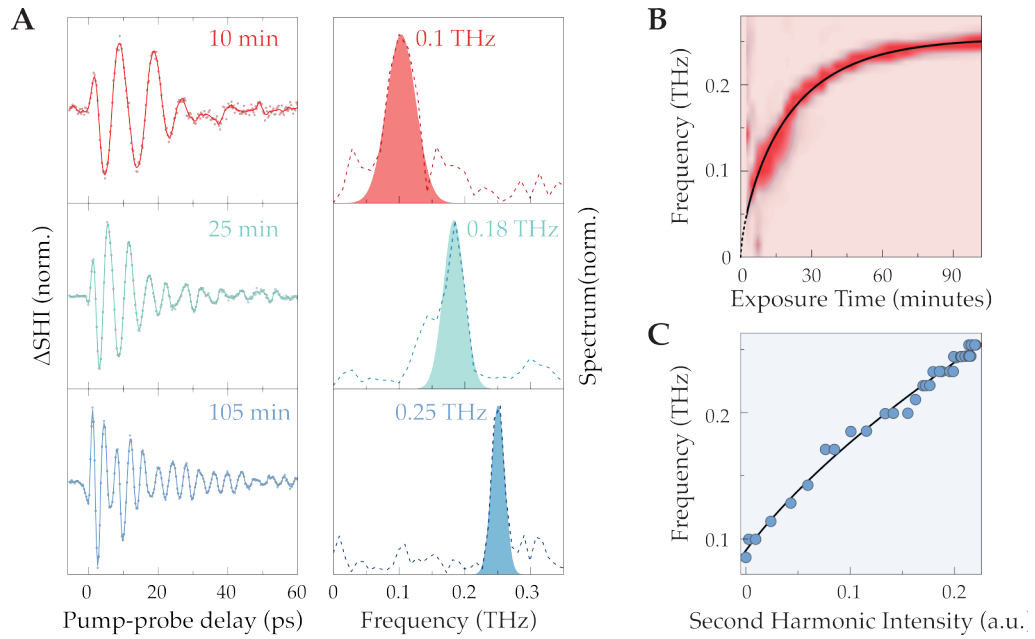 A
10 min
25 min
105 min
ΔSHI (norm.)
0 20 40 60
Pump-probe delay (ps)
0.1 THz
0.18 THz
0.25 THz
Spectrum(norm.)
0 0.1 0.2 0.3
Frequency (THz)
B
0.2
0.1
0
Frequency (THz)
0 30 60 90
Exposure Time (minutes)
C
0.2
0.1
Frequency (THz)
0 0.1 0.2
Second Harmonic Intensity (a.u.)